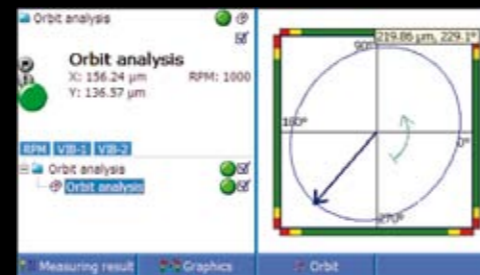 Orbit analysis
Orbit analysis
X: 156.24 µm RPM: 1000
Y: 136.57 µm
RPM VIB-1 VIB-2
Orbit analysis
Orbit analysis
219.86 µm, 229.1°
90°
180°
0°
270°
Measuring result Graphics Orbit